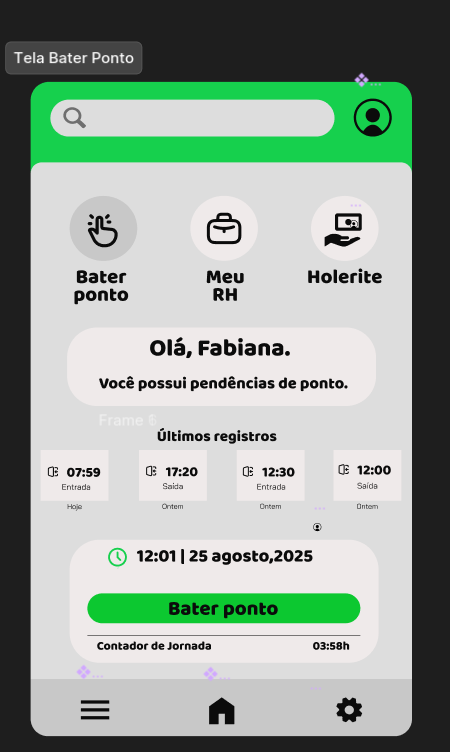 Tela Bater Ponto
Bater
ponto
Meu
RH
Holerite
Olá, Fabiana.
Você possui pendências de ponto.
Frame 6
Últimos registros
07:59
Entrada
17:20
Saída
12:30
Entrada
12:00
Saída
Hoje
Ontem
Ontem
Ontem
12:01 | 25 agosto,2025
Bater ponto
Contador de Jornada 03:58h